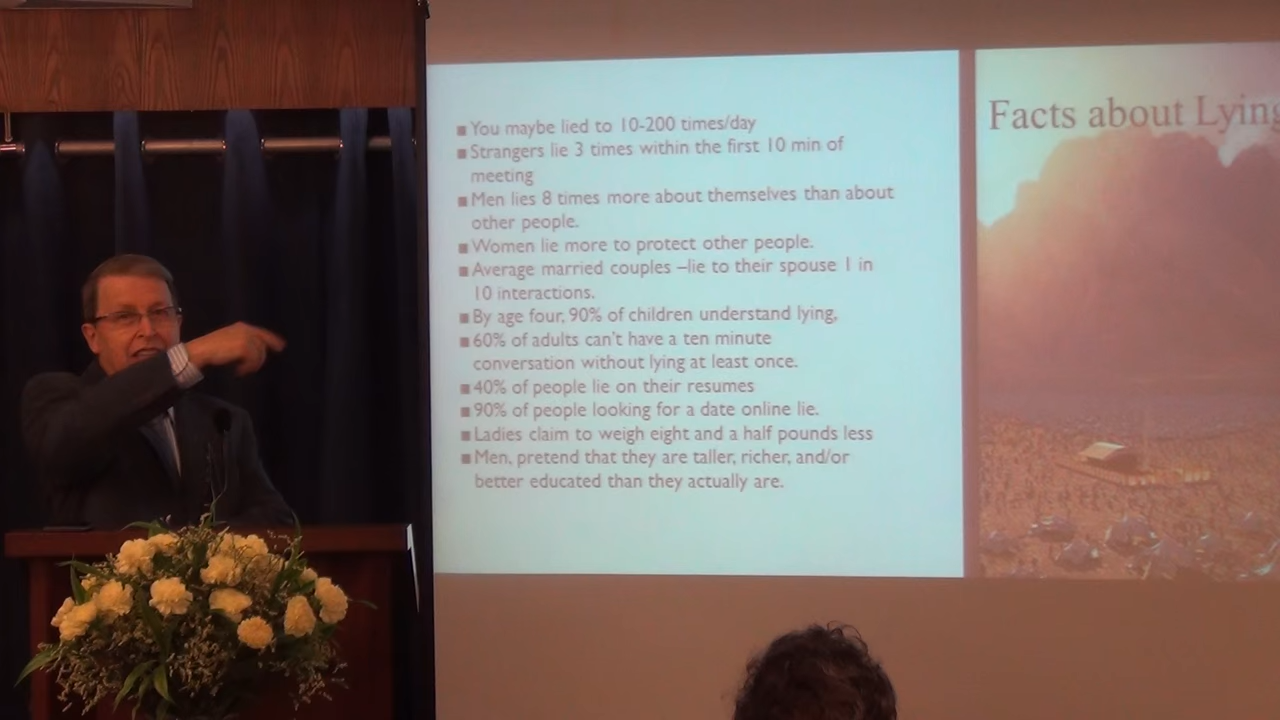 ■ You maybe lied to 10-200 times/day
■ Strangers lie 3 times within the first 10 min of
meeting
■ Men lies 8 times more about themselves than about
other people.
■ Women lie more to protect other people.
■ Average married couples –lie to their spouse 1 in
10 interactions.
■ By age four, 90% of children understand lying,
■ 60% of adults can't have a ten minute
conversation without lying at least once.
■ 40% of people lie on their resumes
■ 90% of people looking for a date online lie.
■ Ladies claim to weigh eight and a half pounds less
■ Men, pretend that they are taller, richer, and/or
better educated than they actually are.
Facts about Lying